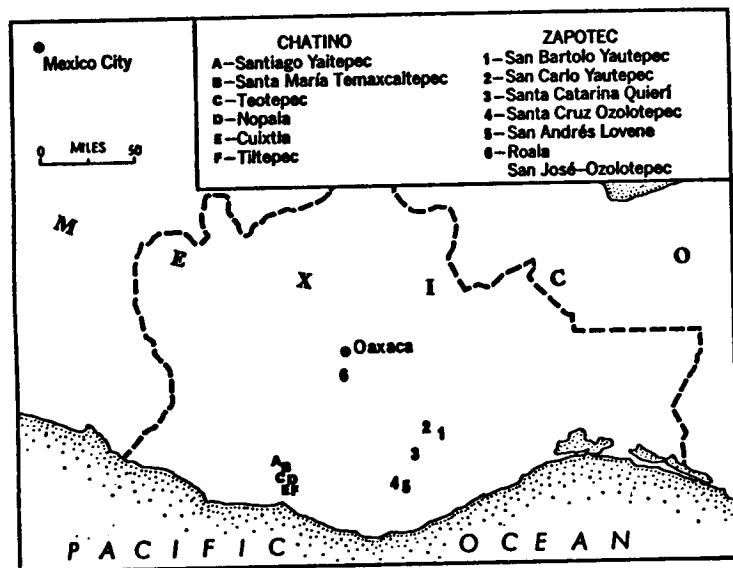 Mexico City
MILES
0 50
CHATINO
A–Santiago Yaitepec
B–Santa María Temaxcaltepec
C–Teotepec
D–Nopala
E–Cuixtla
F–Tiltepec
ZAPOTEC
1–San Bartolo Yautepec
2–San Carlo Yautepec
3–Santa Catarina Quierí
4–Santa Cruz Ozolotepec
5–San Andrés Lovene
6–Roala
San José–Ozolotepec
M E X I C O
Oaxaca
6
2 1
3
A
B
C D
E F
4 5
PACIFIC OCEAN